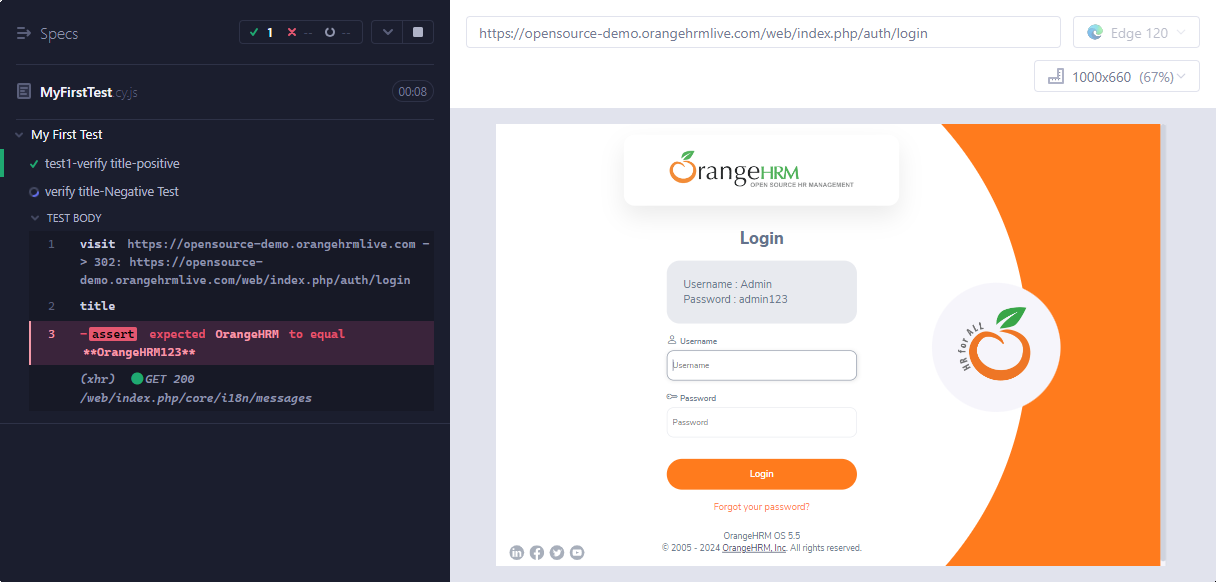 Specs
1 -- --
MyFirstTest.cy.js
00:08
My First Test
test1-verify title-positive
verify title-Negative Test
TEST BODY
1 visit https://opensource-demo.orangehrmlive.com -
> 302: https://opensource-
demo.orangehrmlive.com/web/index.php/auth/login
2 title
3 -assert expected OrangeHRM to equal
**OrangeHRM123**
(xhr) GET 200
/web/index.php/core/i18n/messages
https://opensource-demo.orangehrmlive.com/web/index.php/auth/login
Edge 120
1000x660 (67%)
OrangeHRM
OPEN SOURCE HR MANAGEMENT
Login
Username : Admin
Password : admin123
Username
Username
Password
Password
Login
Forgot your password?
OrangeHRM OS 5.5
© 2005 - 2024 OrangeHRM, Inc. All rights reserved.
HR for ALL